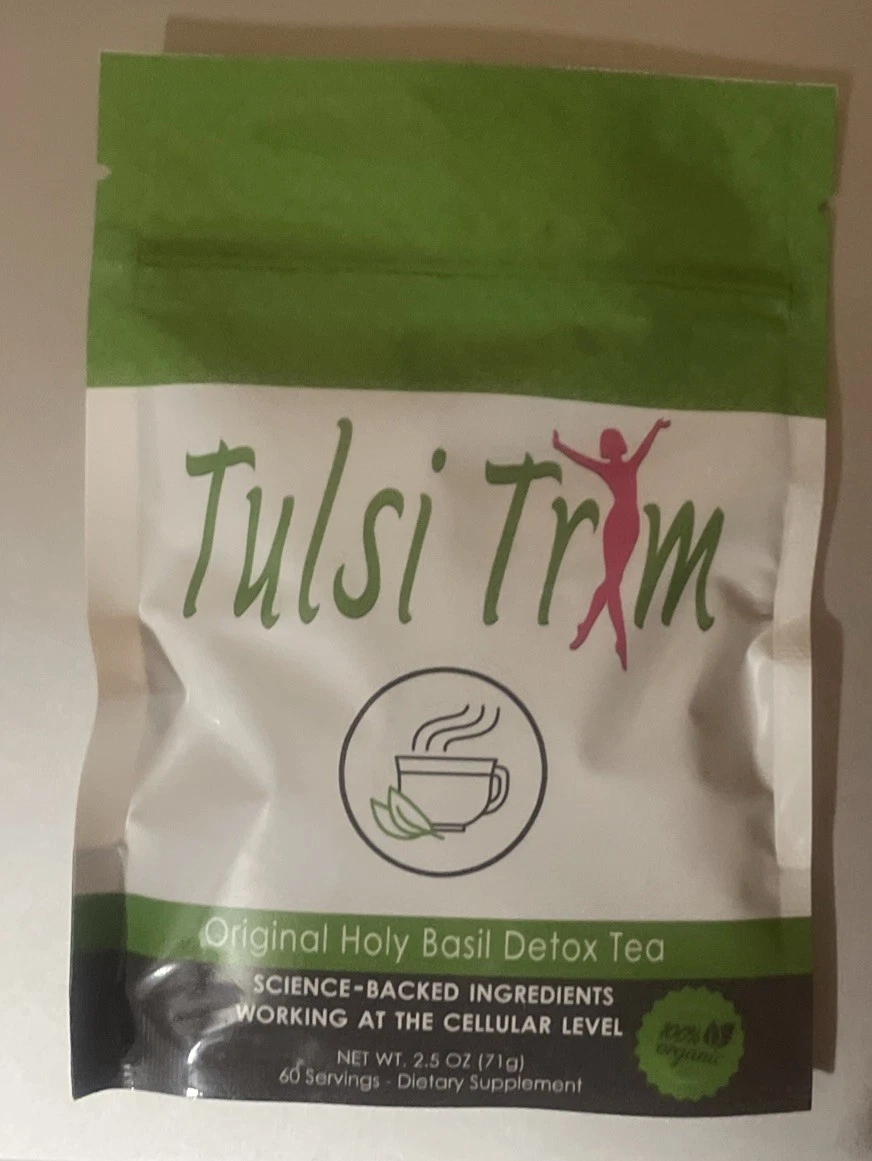 Tulsi Trim
Original Holy Basil Detox Tea
SCIENCE-BACKED INGREDIENTS
WORKING AT THE CELLULAR LEVEL
100%
organic
NET WT. 2.5 OZ (71g)
60 Servings - Dietary Supplement